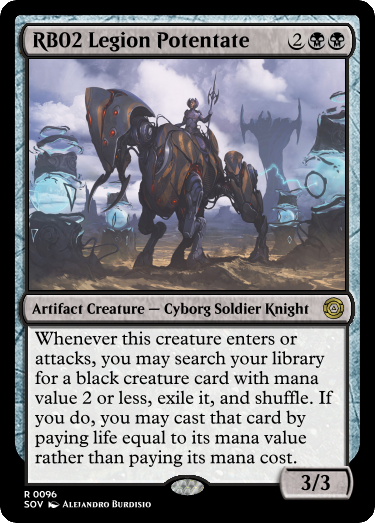 RB02 Legion Potentate 2
Artifact Creature — Cyborg Soldier Knight
Whenever this creature enters or
attacks, you may search your library
for a black creature card with mana
value 2 or less, exile it, and shuffle. If
you do, you may cast that card by
paying life equal to its mana value
rather than paying its mana cost.
3/3
R 0096
SOV Alejandro Burdisio